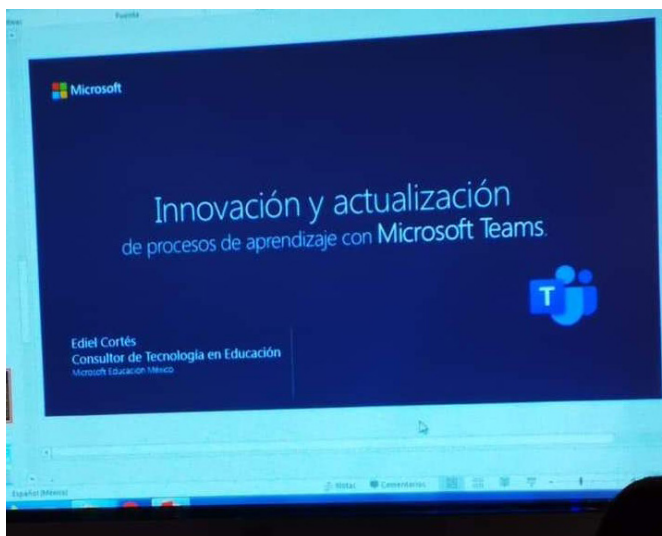 Fuente
Microsoft
Innovación y actualización
de procesos de aprendizaje con Microsoft Teams.
T
Ediel Cortés
Consultor de Tecnología en Educación
Microsoft Educación México
Español (México)
Notas
Comentarios